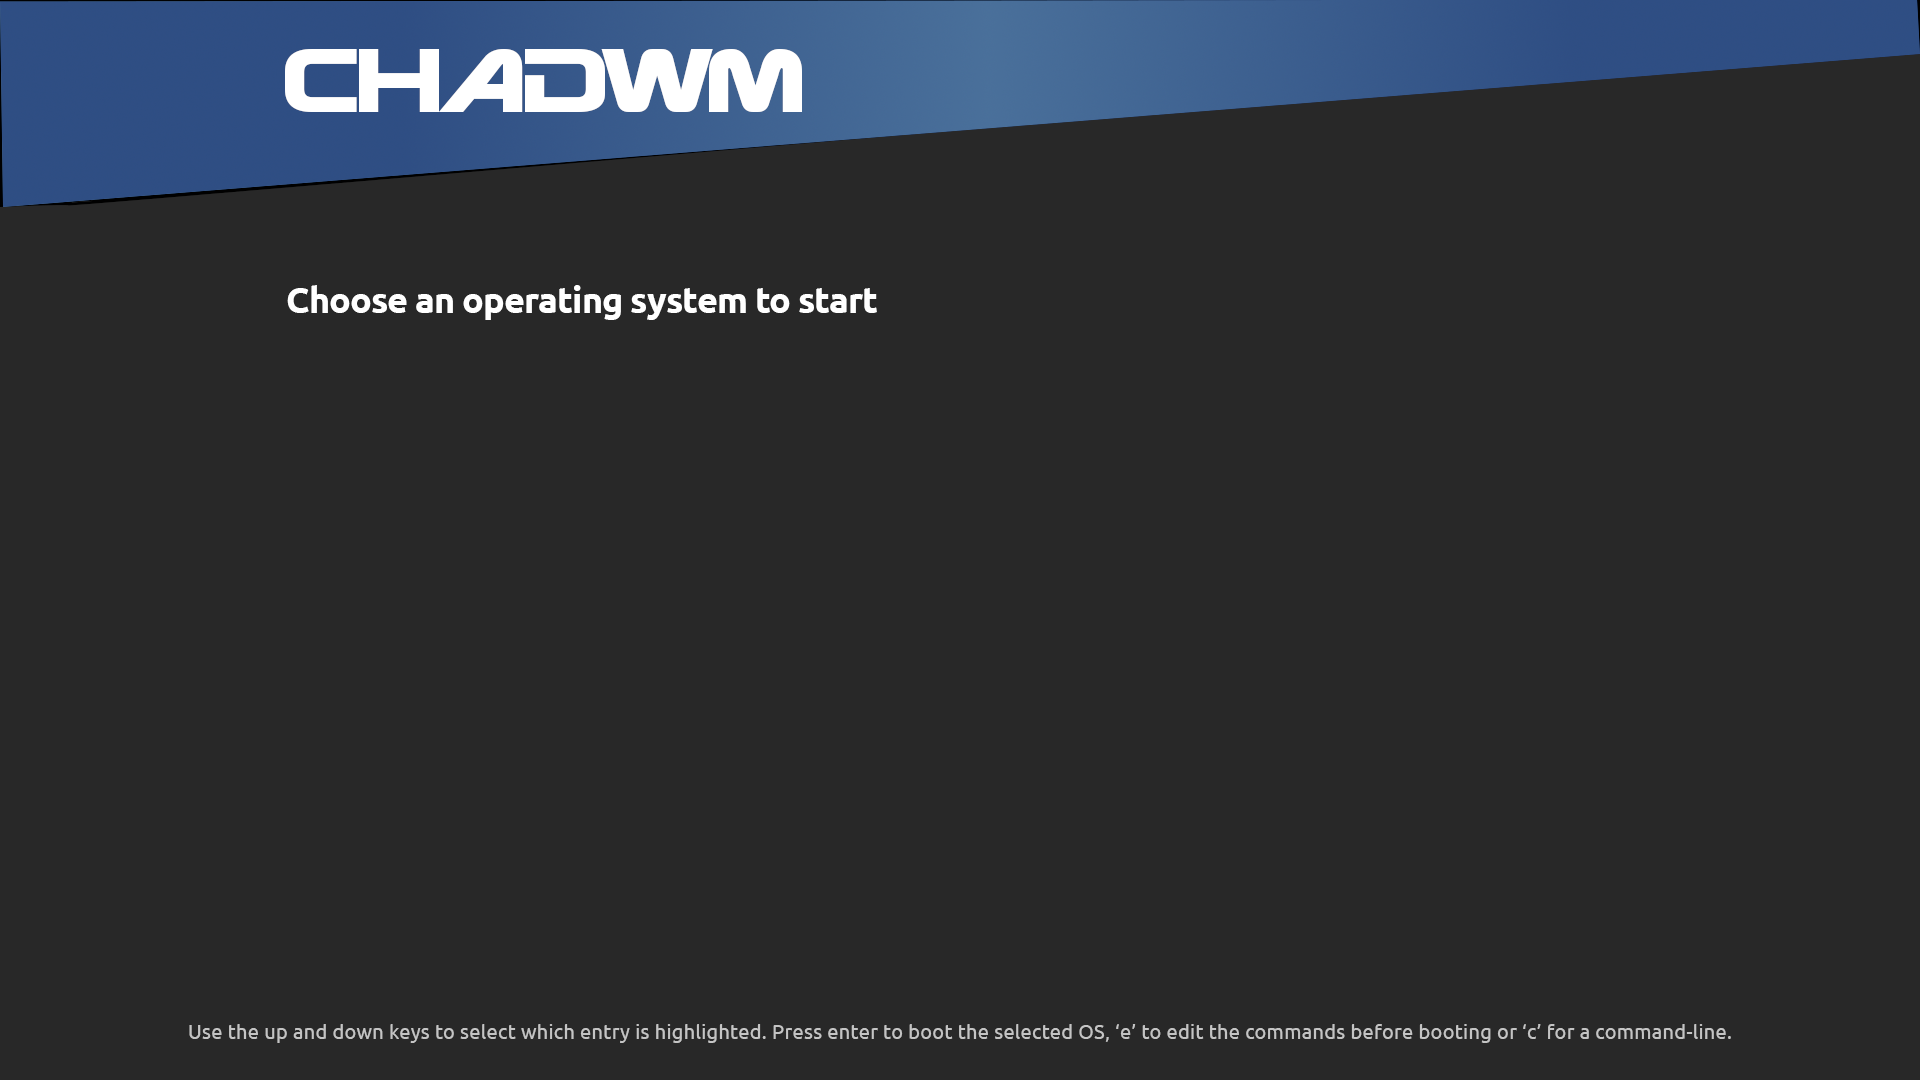 CHADWM
Choose an operating system to start
Use the up and down keys to select which entry is highlighted. Press enter to boot the selected OS, ‘e’ to edit the commands before booting or ‘c’ for a command-line.